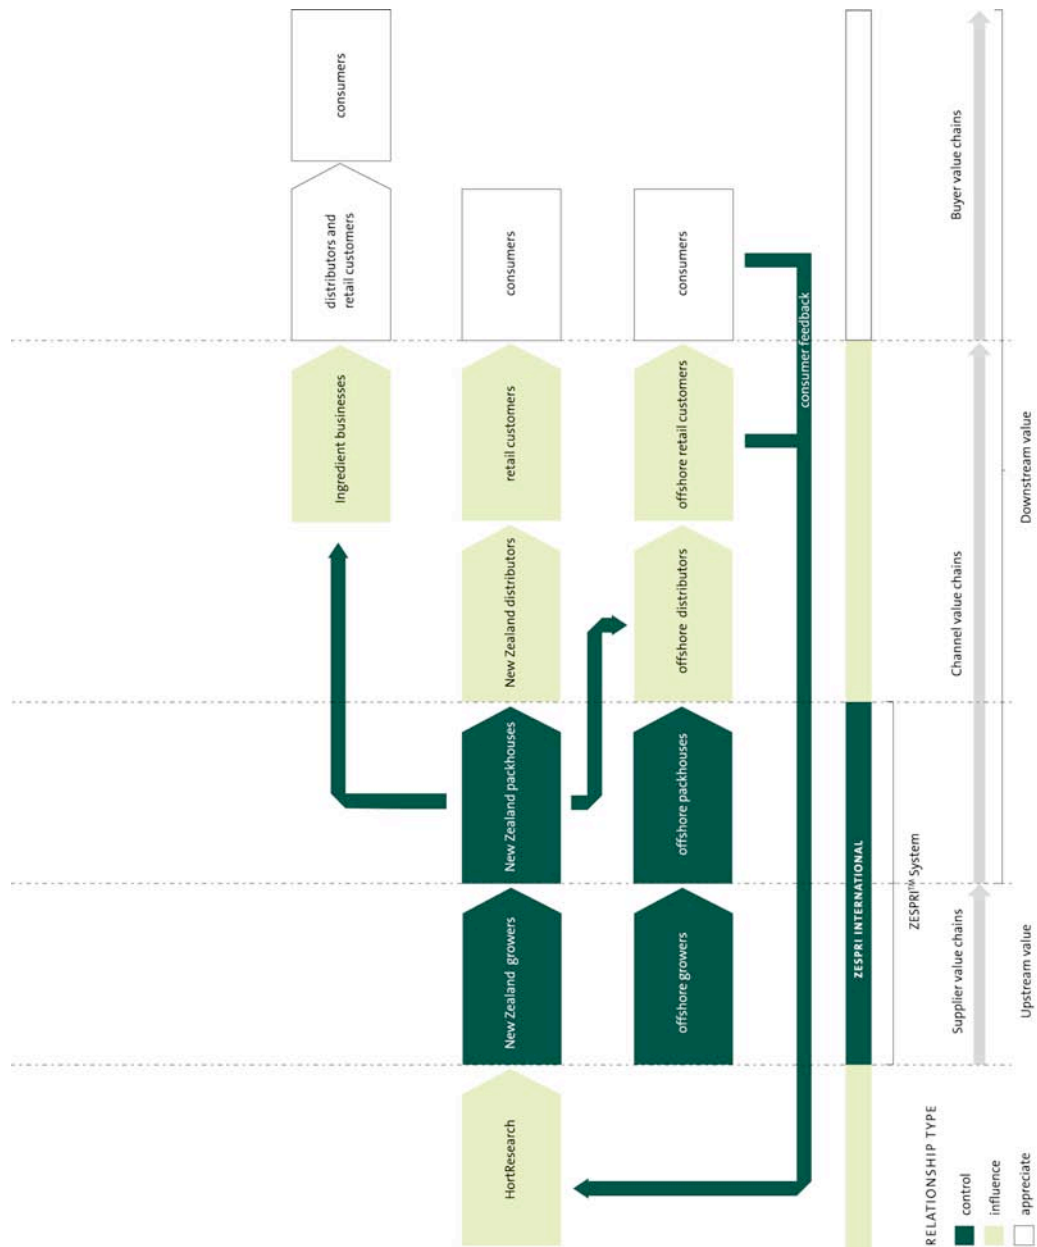 Ingredient businesses
distributors and
retail customers
consumers
HortResearch
New Zealand growers
New Zealand packhouses
New Zealand distributors
retail customers
consumers
offshore growers
offshore packhouses
offshore distributors
offshore retail customers
consumers
consumer feedback
ZESPRI INTERNATIONAL
ZESPRI™ System
Supplier value chains
Channel value chains
Buyer value chains
Upstream value
Downstream value
RELATIONSHIP TYPE
control
influence
appreciate